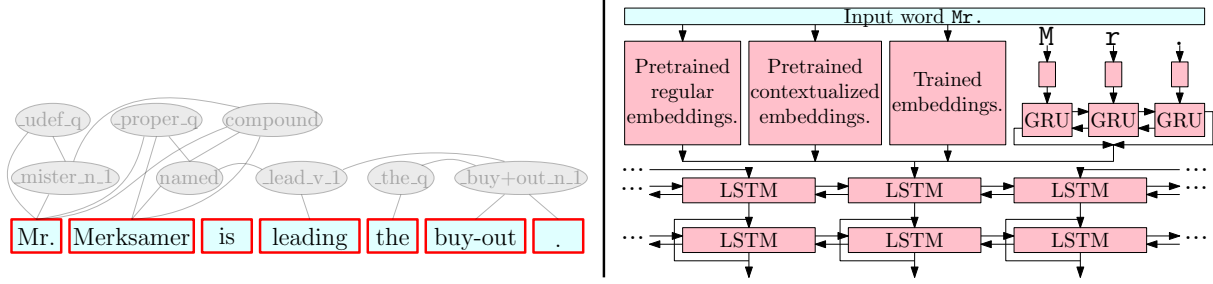 _udef_q _proper_q compound
_mister_n_1 named _lead_v_1 _the_q _buy+out_n_1
Mr. Merksamer is leading the buy-out .
Input word Mr.
M r .
Pretrained
regular
embeddings.
Pretrained
contextualized
embeddings.
Trained
embeddings.
GRU GRU GRU
... ...
... LSTM LSTM LSTM ...
... LSTM LSTM LSTM ...